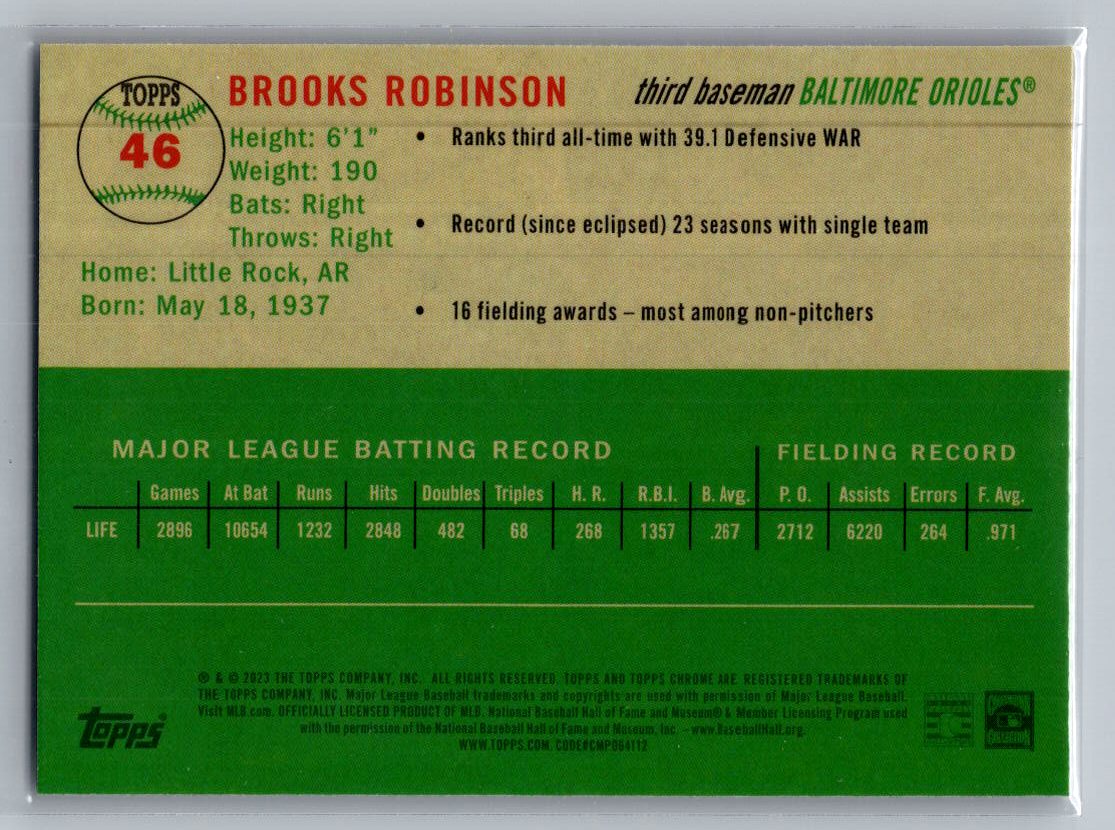 TOPPS
46
BROOKS ROBINSON
third baseman BALTIMORE ORIOLES®
Height: 6'1"
Weight: 190
Bats: Right
Throws: Right
Home: Little Rock, AR
Born: May 18, 1937
• Ranks third all-time with 39.1 Defensive WAR
• Record (since eclipsed) 23 seasons with single team
• 16 fielding awards – most among non-pitchers
MAJOR LEAGUE BATTING RECORD FIELDING RECORD
Games At Bat Runs Hits Doubles Triples H. R. R.B.I. B. Avg. P. O. Assists Errors F. Avg.
LIFE 2896 10654 1232 2848 482 68 268 1357 .267 2712 6220 264 .971
® & © 2023 THE TOPPS COMPANY, INC. ALL RIGHTS RESERVED. TOPPS AND TOPPS CHROME ARE REGISTERED TRADEMARKS OF
THE TOPPS COMPANY, INC. Major League Baseball trademarks and copyrights are used with permission of Major League Baseball.
Visit MLB.com. OFFICIALLY LICENSED PRODUCT OF MLB. National Baseball Hall of Fame and Museum® & Member Licensing Program used
with the permission of the National Baseball Hall of Fame and Museum, Inc. – www.BaseballHall.org.
WWW.TOPPS.COM. CODE#CMP084112
Topps